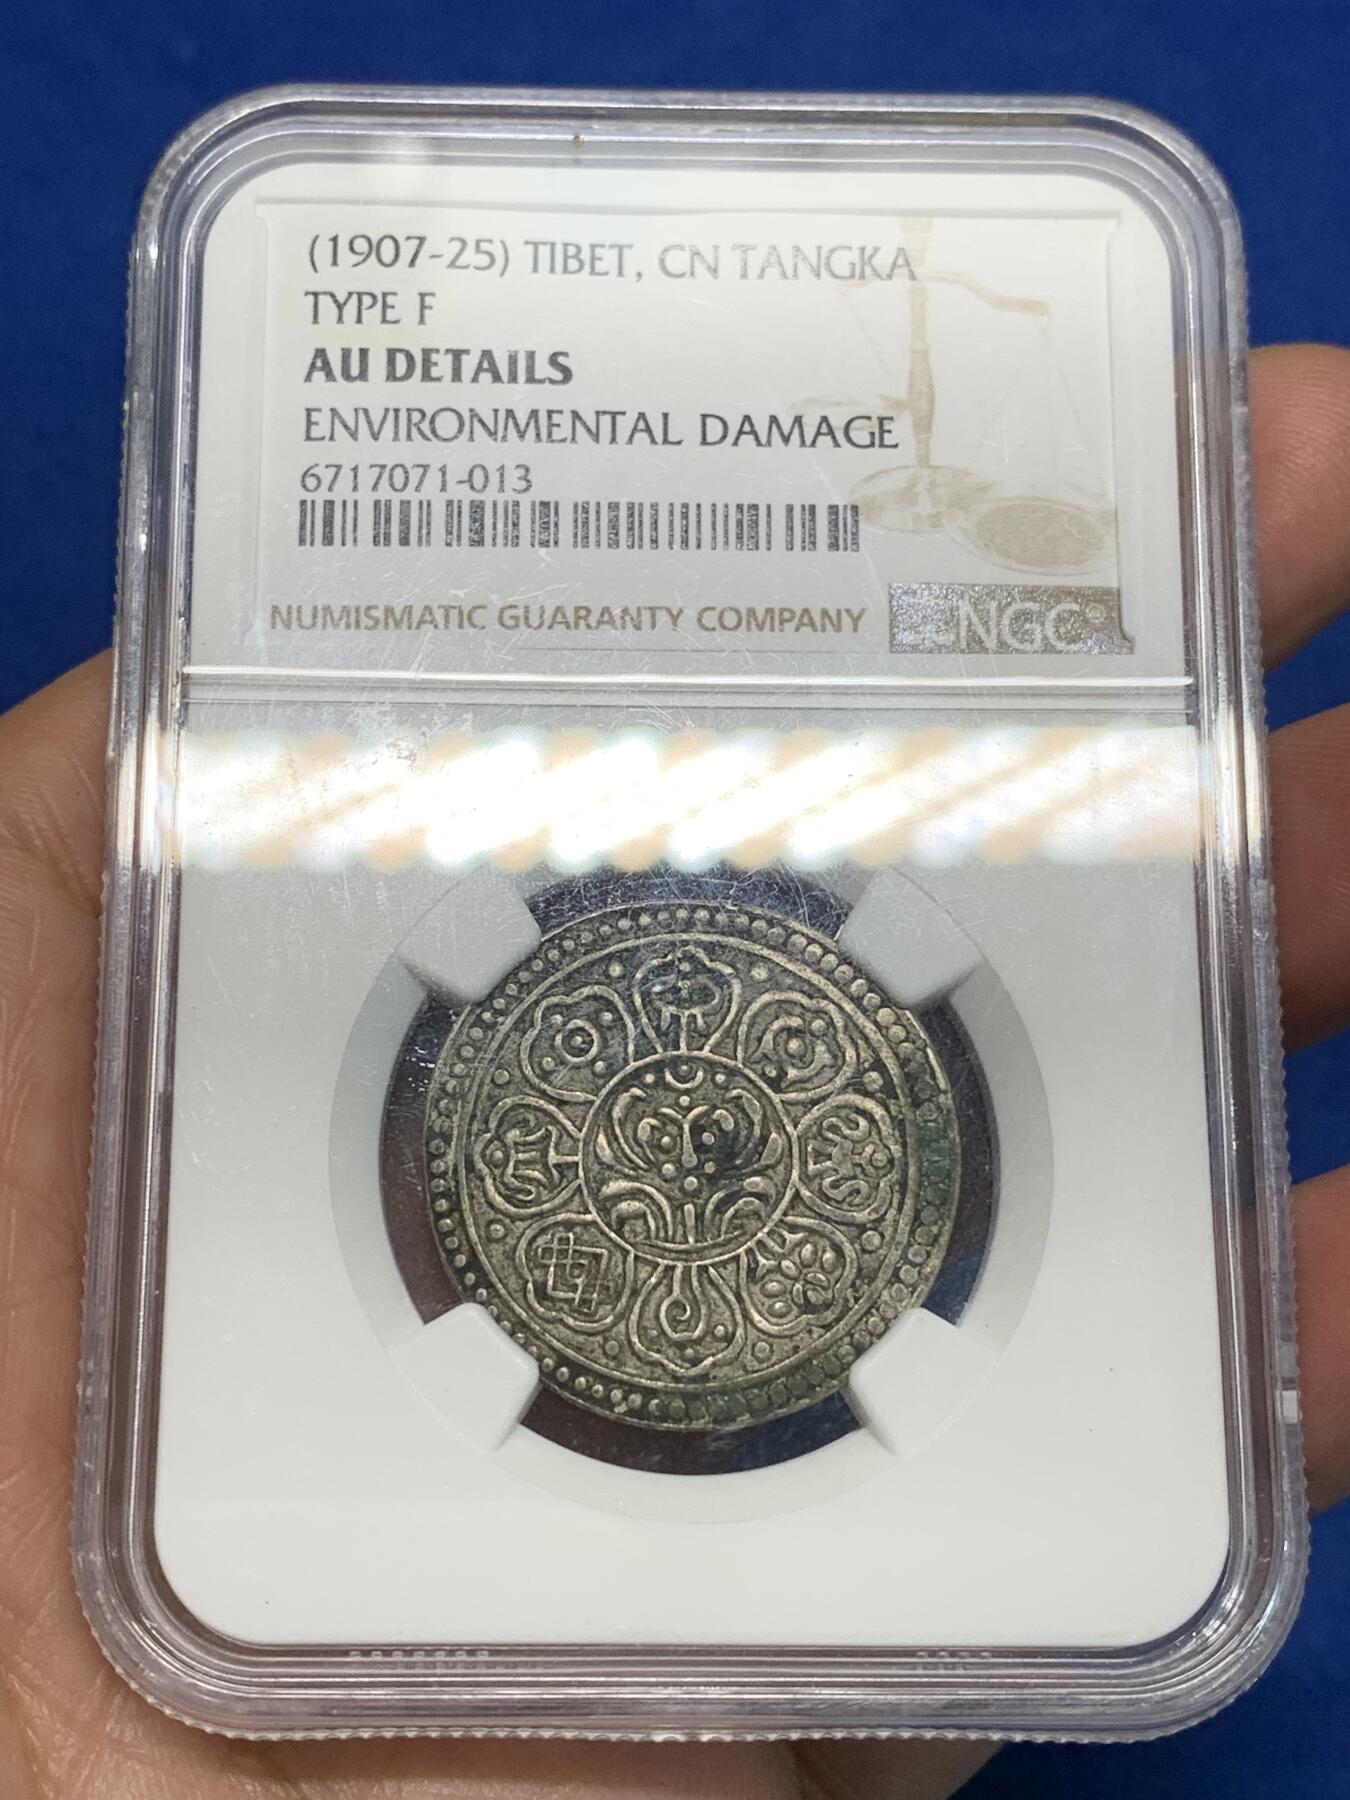 (1907-25) TIBET, CN TANGKA
TYPE F
AU DETAILS
ENVIRONMENTAL DAMAGE
6717071-013
NUMISMATIC GUARANTY COMPANY
NGC